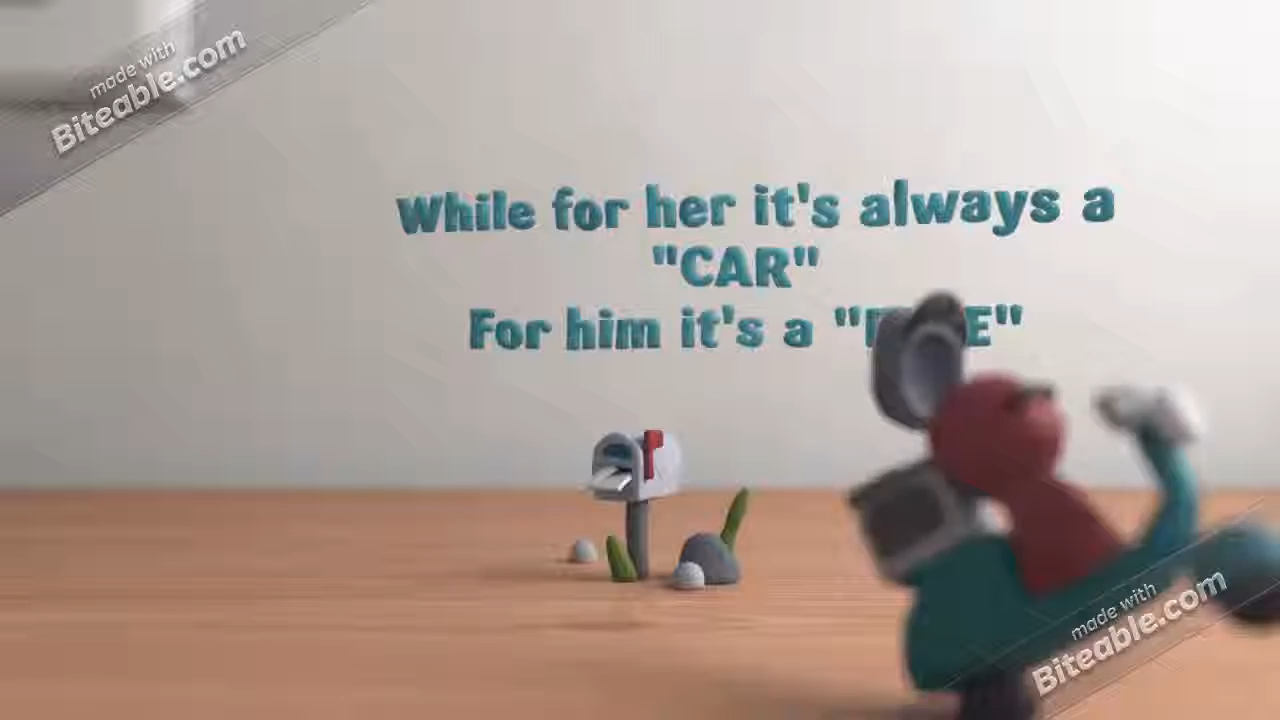 made with
Biteable.com
While for her it's always a
"CAR"
For him it's a
made with
Biteable.com